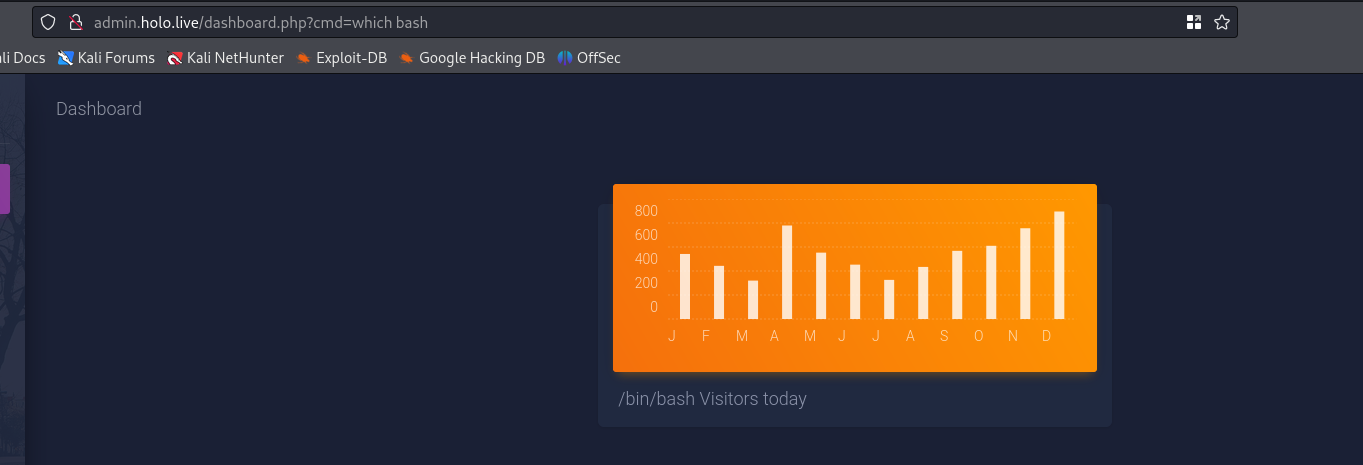 admin.holo.live/dashboard.php?cmd=which bash
ali Docs Kali Forums Kali NetHunter Exploit-DB Google Hacking DB OffSec
Dashboard
800
600
400
200
0
J F M A M J J A S O N D
/bin/bash Visitors today